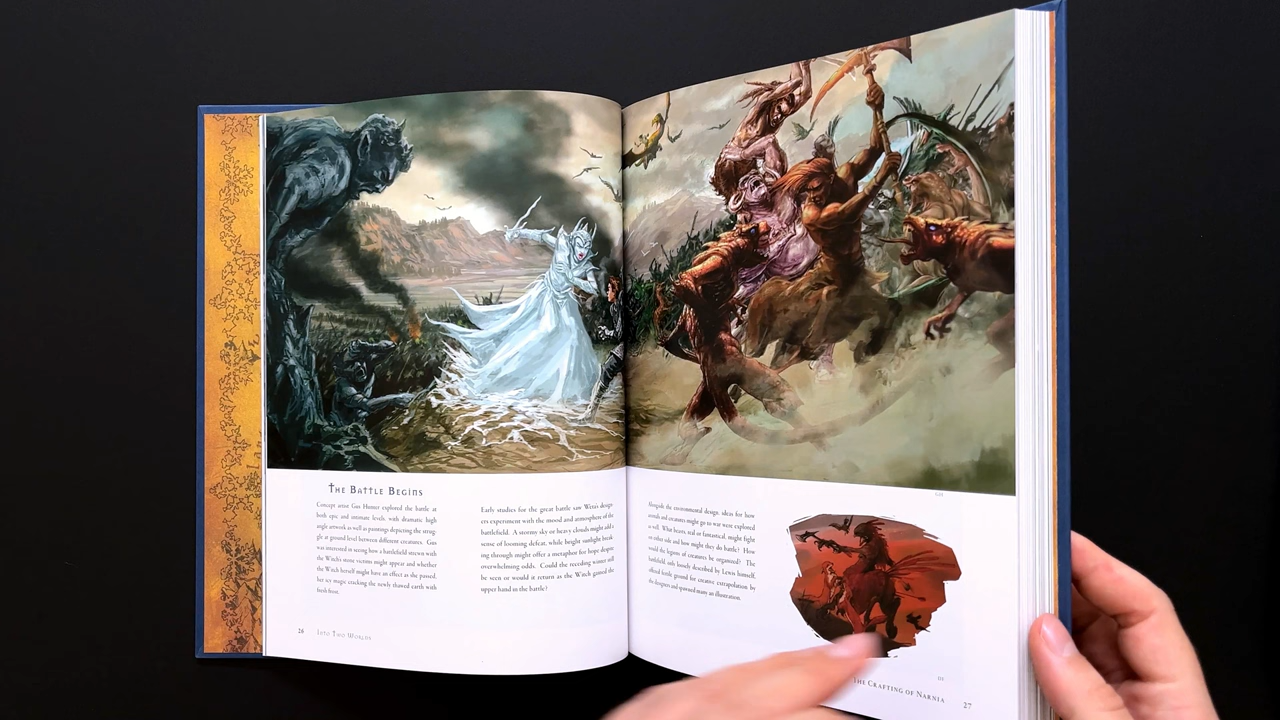 The Battle Begins
Concept artist Gus Hunter explored the battle at
both epic and intimate levels, with dramatic high
angle artwork as well as paintings depicting the strug-
gle at ground level between different creatures. Gus
was interested in seeing how a battlefield strewn with
the Witch's stone victims might appear and whether
the Witch herself might have an effect as she passed,
her icy magic cracking the newly thawed earth with
fresh frost.
Early studies for the great battle saw Weta's design-
ers experiment with the mood and atmosphere of the
battlefield. A stormy sky or heavy clouds might add a
sense of looming defeat, while bright sunlight break-
ing through might offer a metaphor for hope despite
overwhelming odds. Could the receding winter still
be seen or would it return as the Witch gained the
upper hand in the battle?
26 Into Two Worlds
GH
Alongside the environmental design, ideas for how
animals and creatures might go to war were explored
as well. What beasts, real or fantastical, might fight
on either side and how might they do battle? How
would the legions of creatures be organized? The
battlefield, only loosely described by Lewis himself,
offered fertile ground for creative extrapolation by
the designers and spawned many an illustration.
The Crafting of Narnia 27